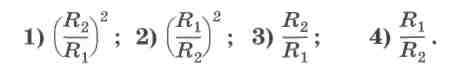 1) (R₂/R₁)² ; 2) (R₁/R₂)² ; 3) R₂/R₁ ; 4) R₁/R₂ .